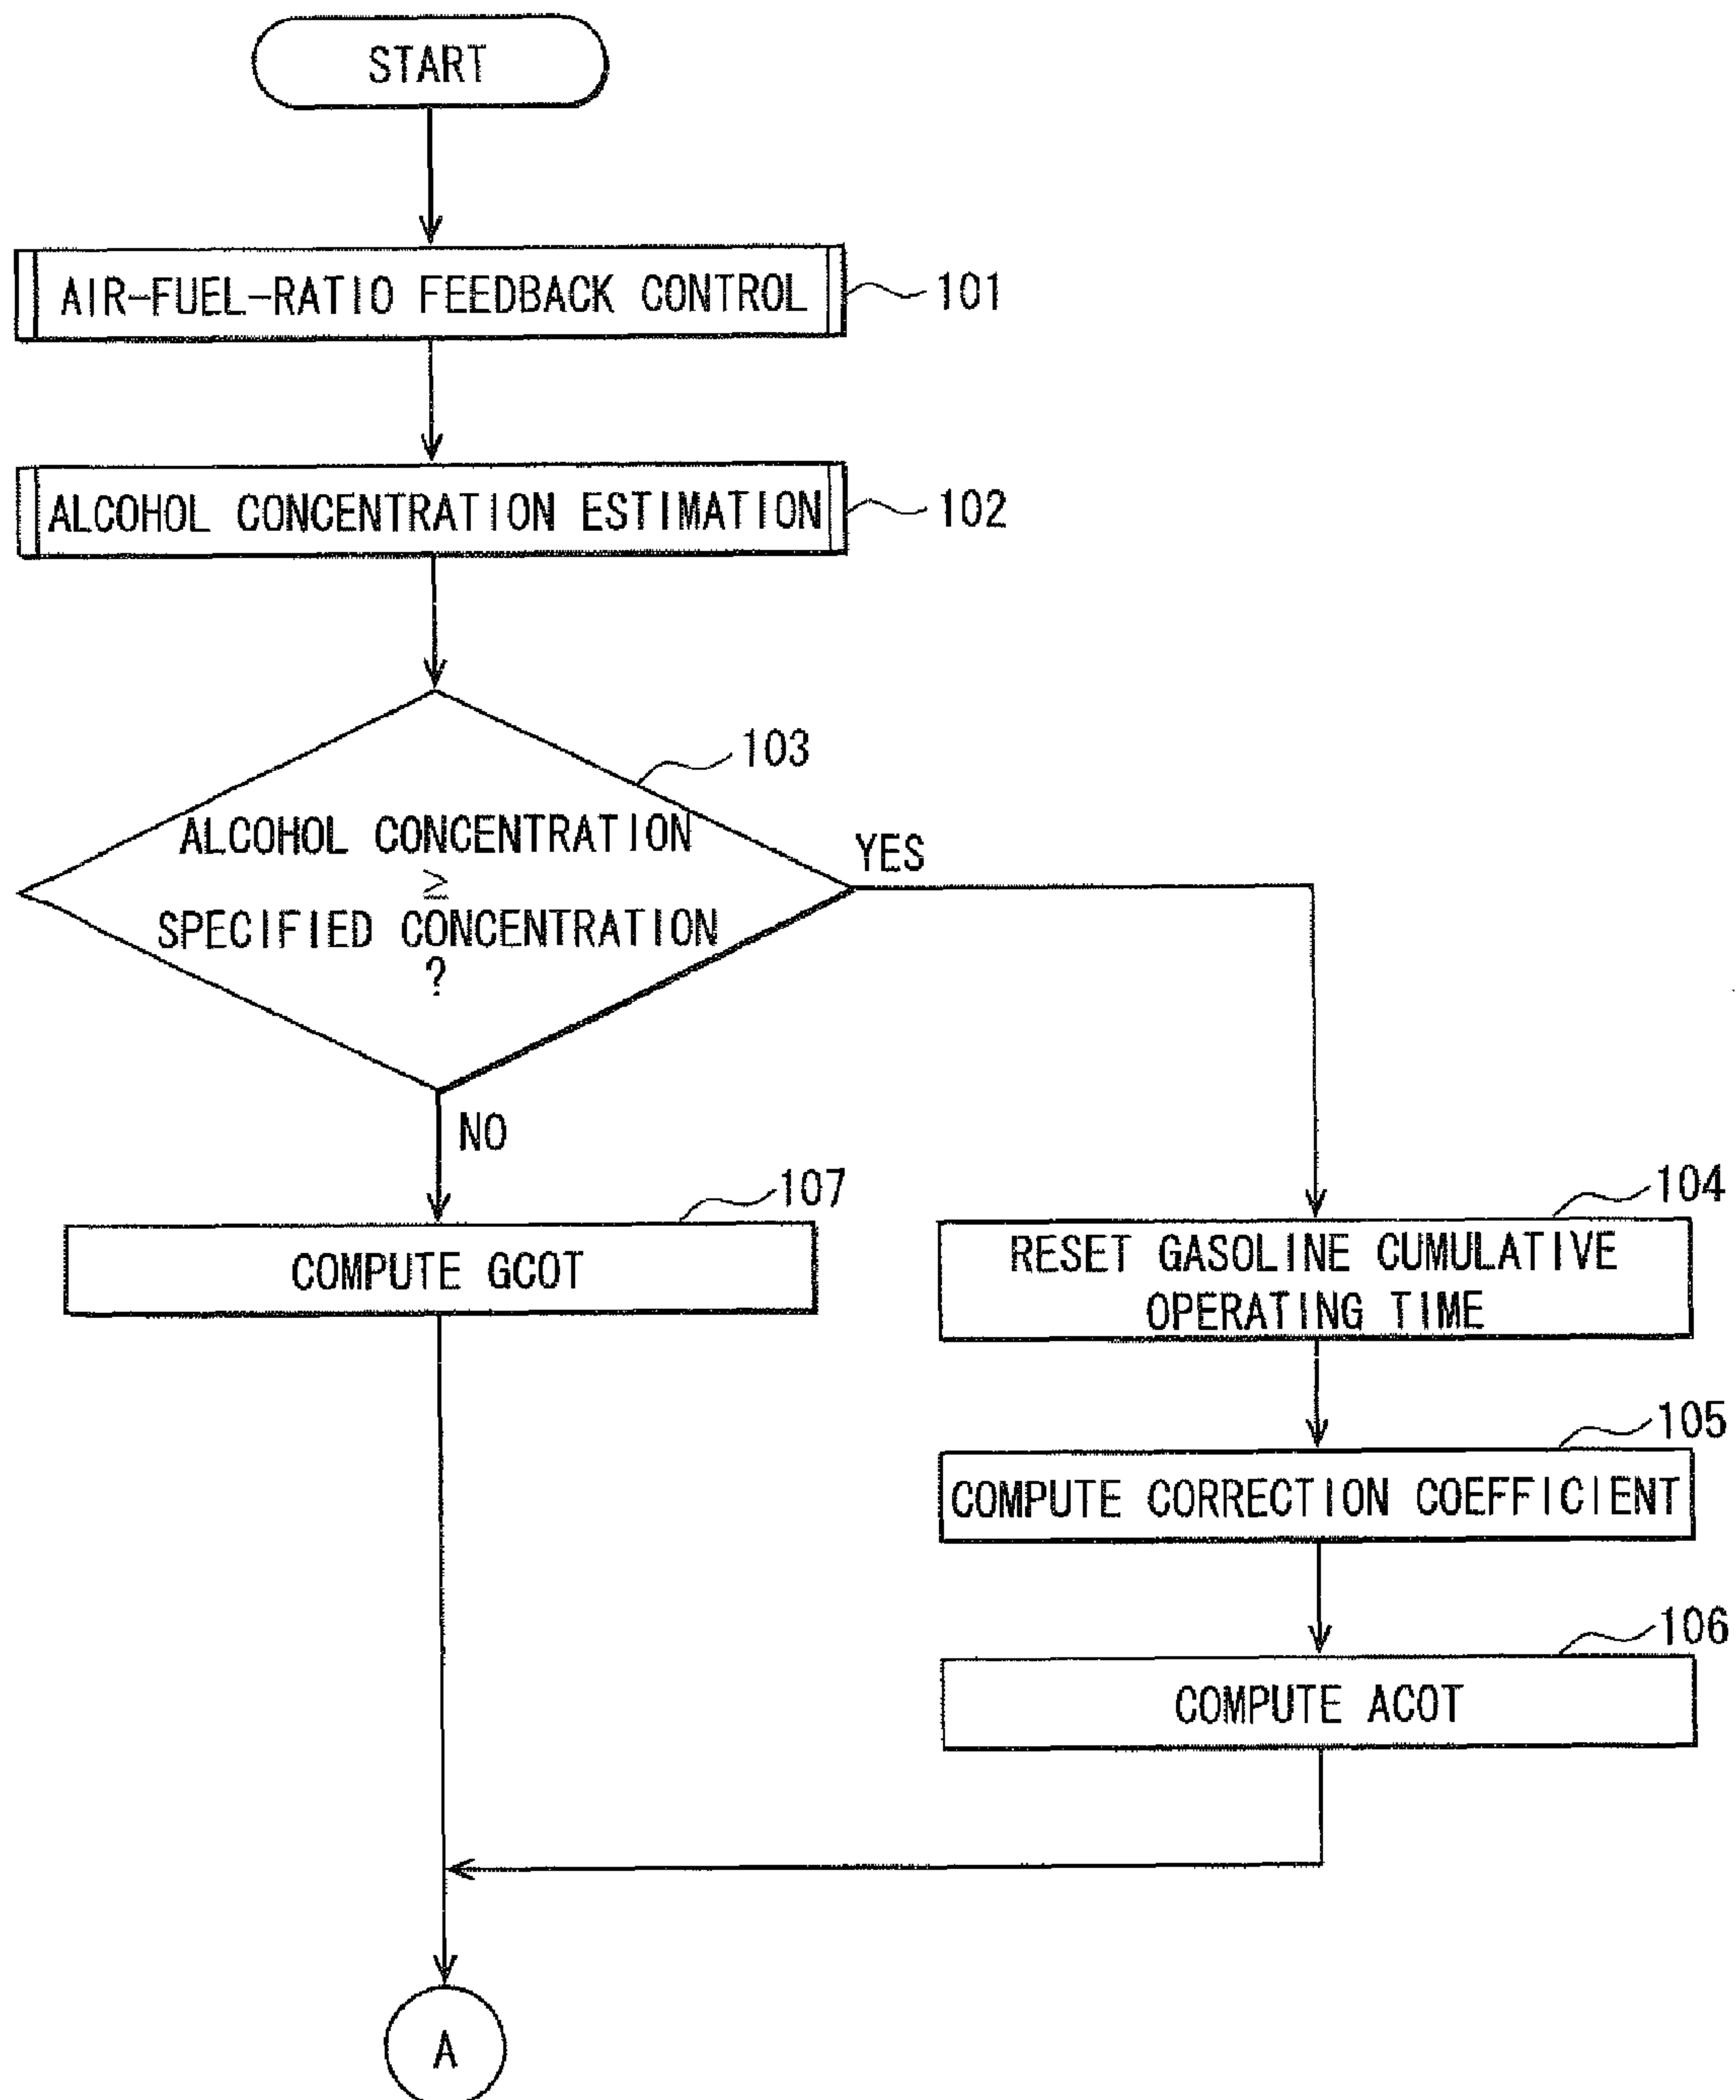 START
AIR-FUEL-RATIO FEEDBACK CONTROL
101
ALCOHOL CONCENTRATION ESTIMATION
102
103
ALCOHOL CONCENTRATION
≥
SPECIFIED CONCENTRATION
?
YES
NO
107
COMPUTE GCOT
104
RESET GASOLINE CUMULATIVE
OPERATING TIME
105
COMPUTE CORRECTION COEFFICIENT
106
COMPUTE ACOT
A